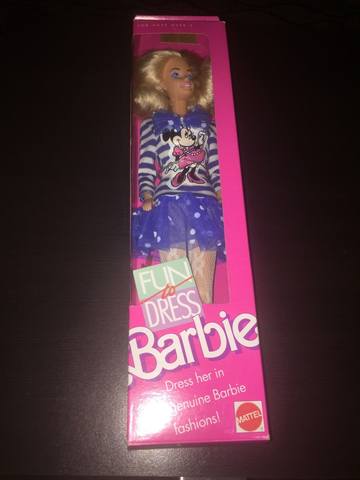 FUN
to
DRESS
Barbie
Dress her in
genuine Barbie
fashions!
MATTEL